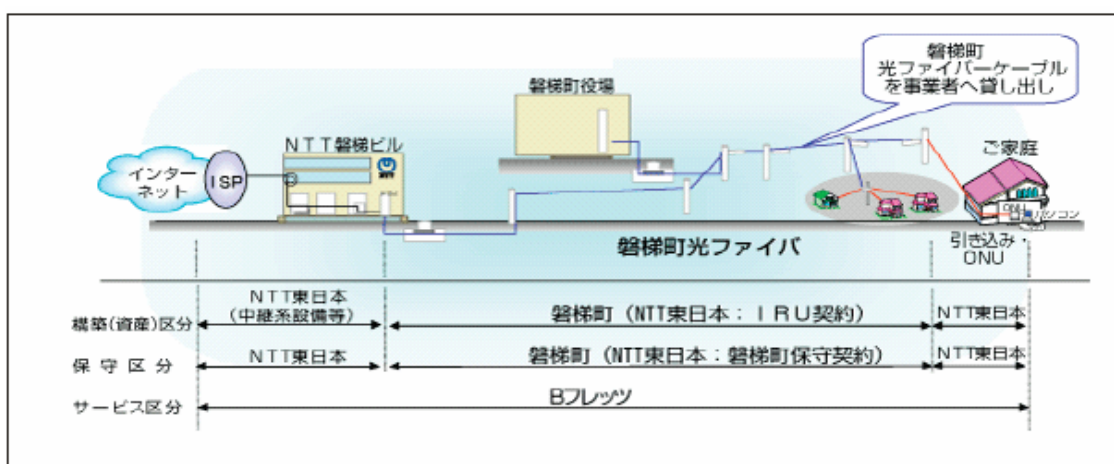 磐梯町
光ファイバーケーブル
を事業者へ貸し出し
磐梯町役場
NTT磐梯ビル
ご家庭
インター
ネット
ISP
NTT
ONU
パソコン
磐梯町光ファイバ
引き込み・
ONU
構築(資産)区分
NTT東日本
(中継系設備等)
磐梯町(NTT東日本:IRU契約)
NTT東日本
保守区分
NTT東日本
磐梯町(NTT東日本:磐梯町保守契約)
NTT東日本
サービス区分
Bフレッツ